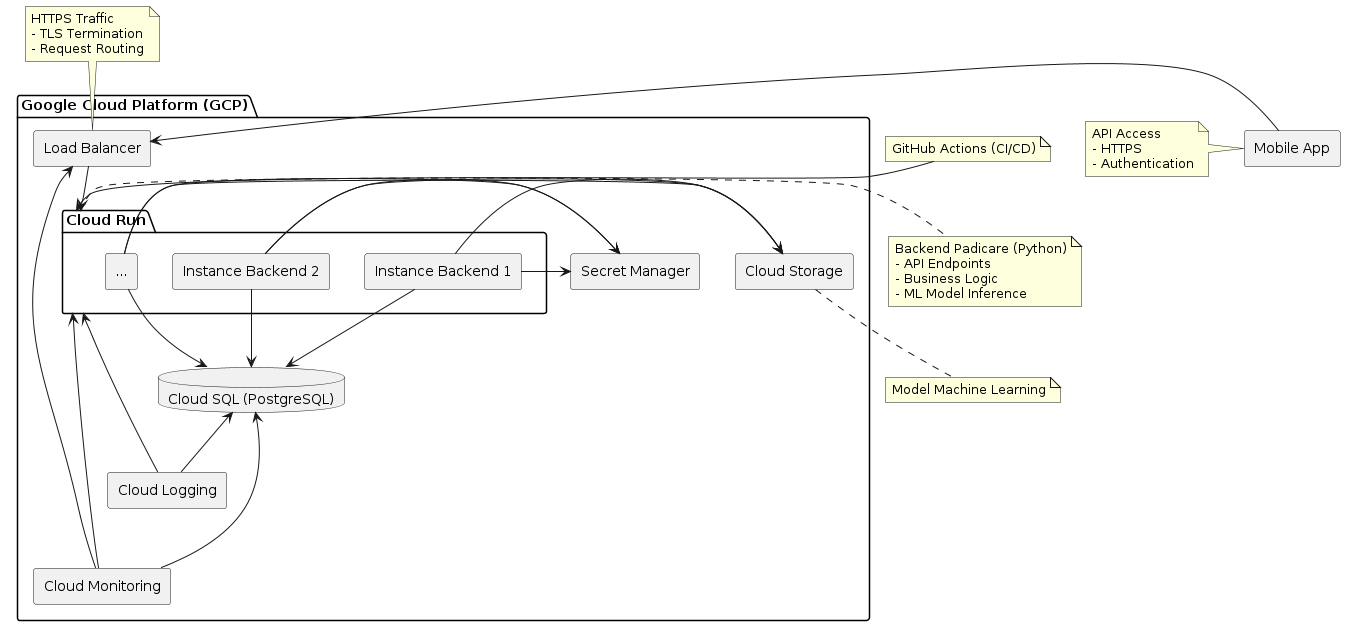 HTTPS Traffic
- TLS Termination
- Request Routing
Google Cloud Platform (GCP)
Load Balancer
GitHub Actions (CI/CD)
API Access
- HTTPS
- Authentication
Mobile App
Cloud Run
...
Instance Backend 2
Instance Backend 1
Secret Manager
Cloud Storage
Backend Padicare (Python)
- API Endpoints
- Business Logic
- ML Model Inference
Cloud SQL (PostgreSQL)
Model Machine Learning
Cloud Logging
Cloud Monitoring